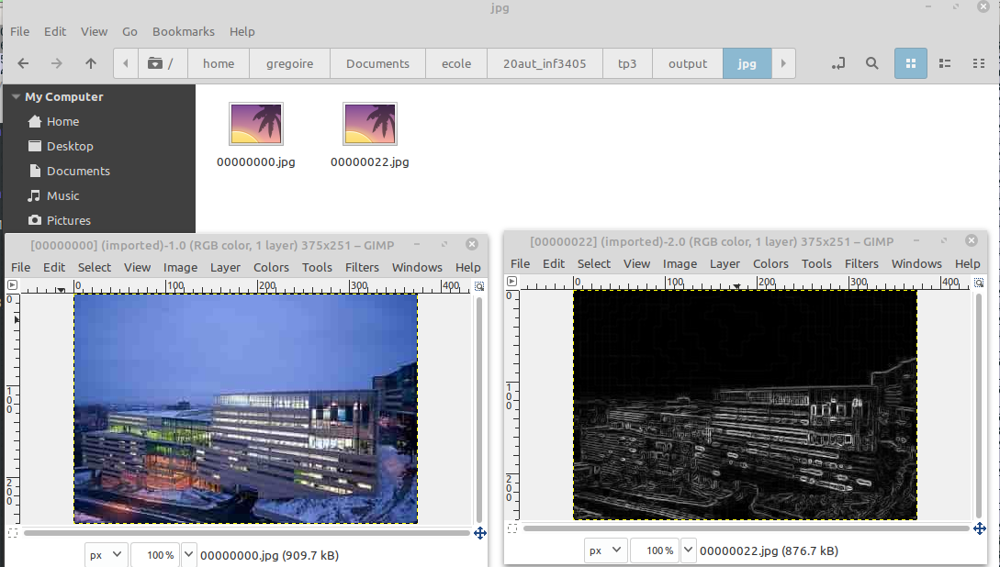 jpg
File Edit View Go Bookmarks Help
/ home gregoire Documents ecole 20aut_inf3405 tp3 output jpg
My Computer
Home
Desktop
Documents
Music
Pictures
00000000.jpg 00000022.jpg
[00000000] (imported)-1.0 (RGB color, 1 layer) 375x251 – GIMP
File Edit Select View Image Layer Colors Tools Filters Windows Help
0 100 200 300 400
0
100
200
px 100 % 00000000.jpg (909.7 kB)
[00000022] (imported)-2.0 (RGB color, 1 layer) 375x251 – GIMP
File Edit Select View Image Layer Colors Tools Filters Windows Help
0 100 200 300 400
0
100
200
px 100 % 00000022.jpg (876.7 kB)